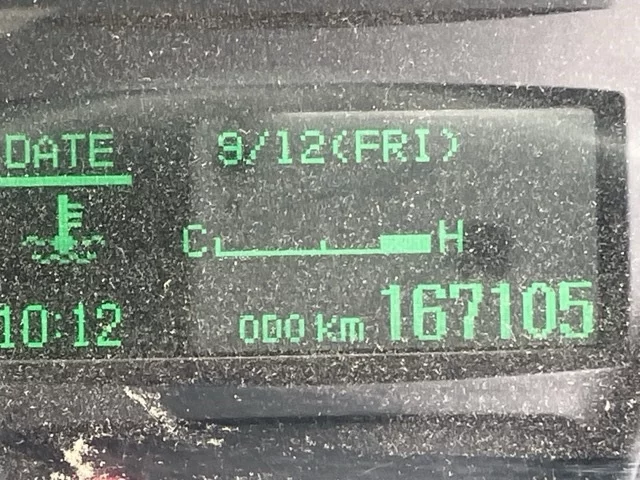 DATE 9/12(FRI)
C H
10:12 ODO km 167105